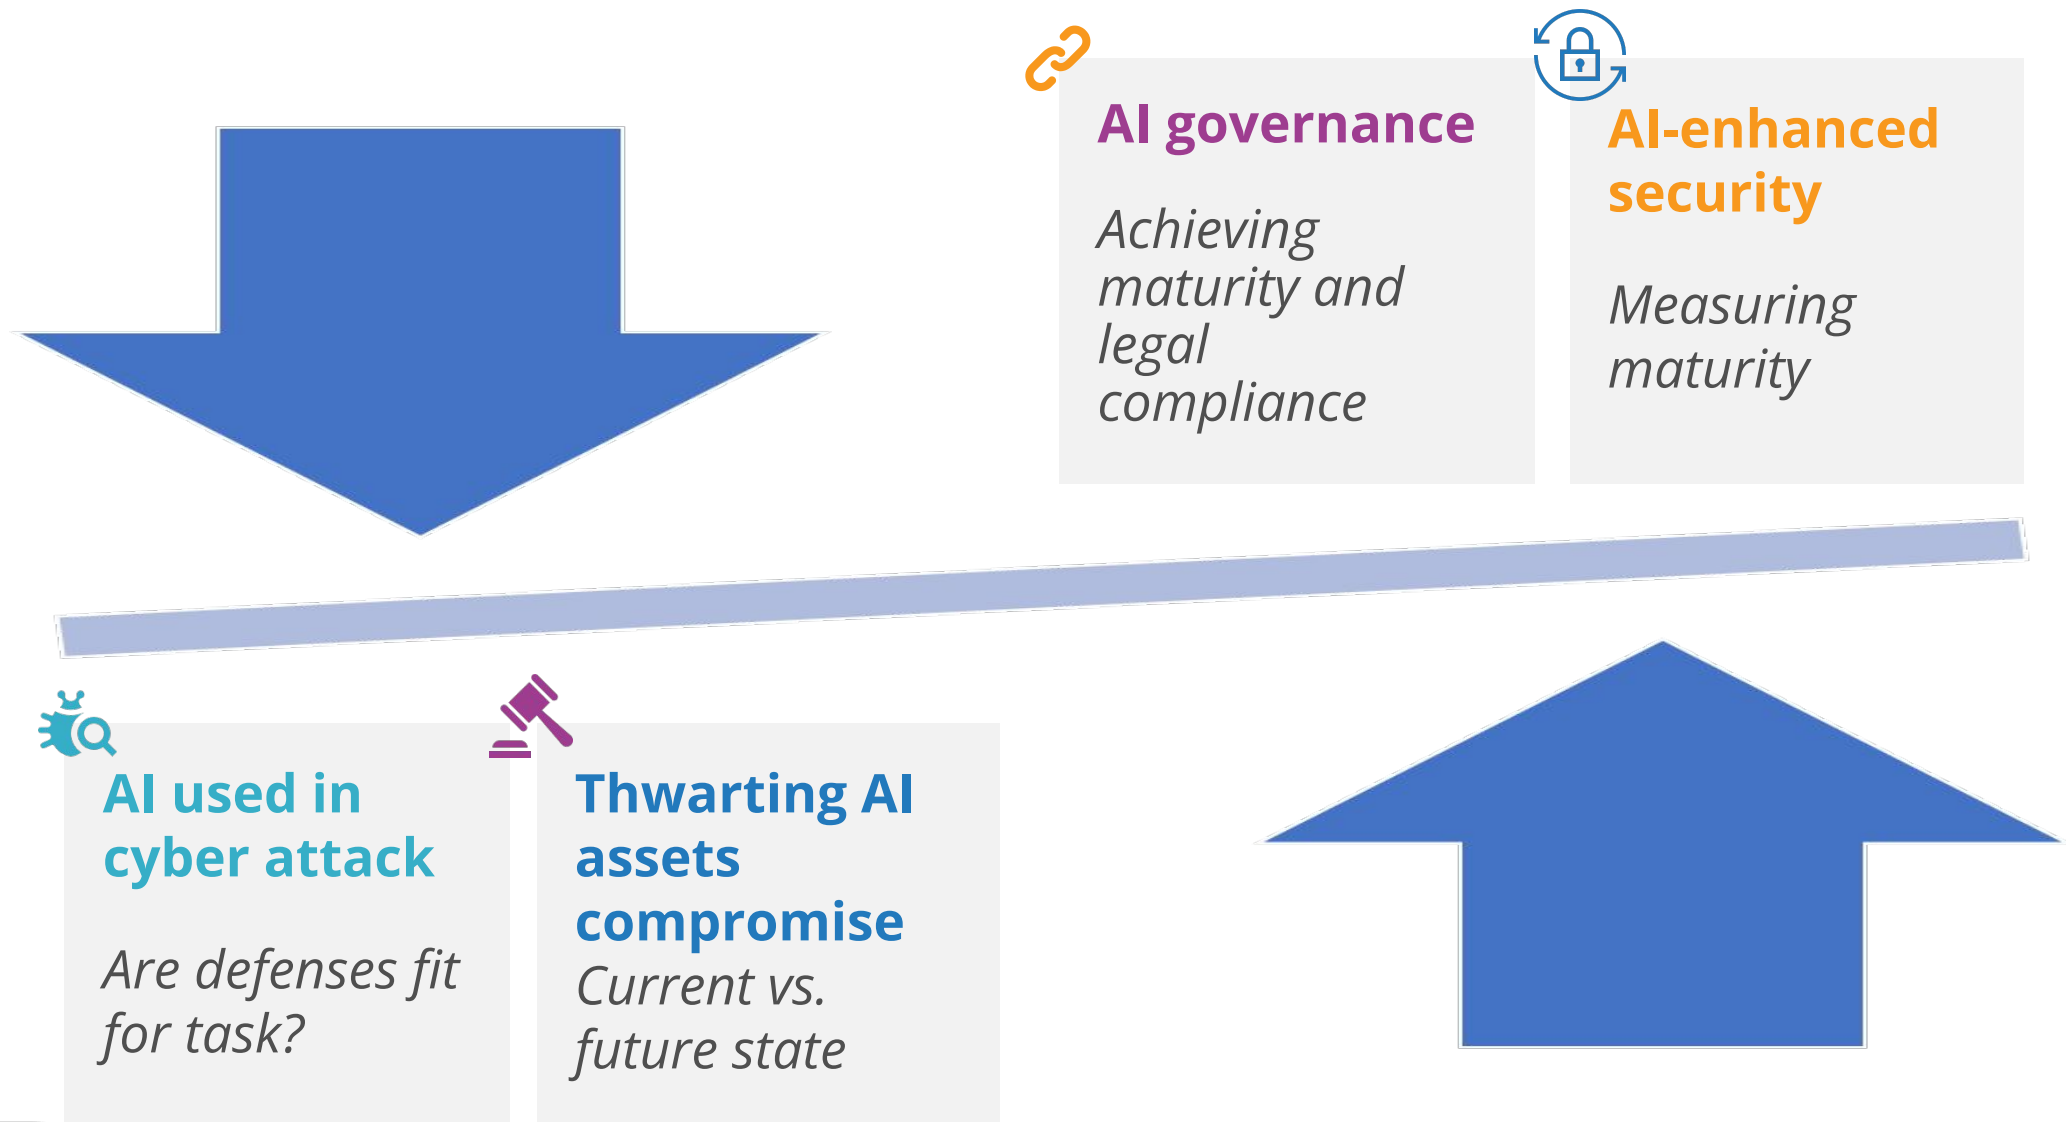 AI governance
Achieving
maturity and
legal
compliance
AI-enhanced
security
Measuring
maturity
AI used in
cyber attack
Are defenses fit
for task?
Thwarting AI
assets
compromise
Current vs.
future state